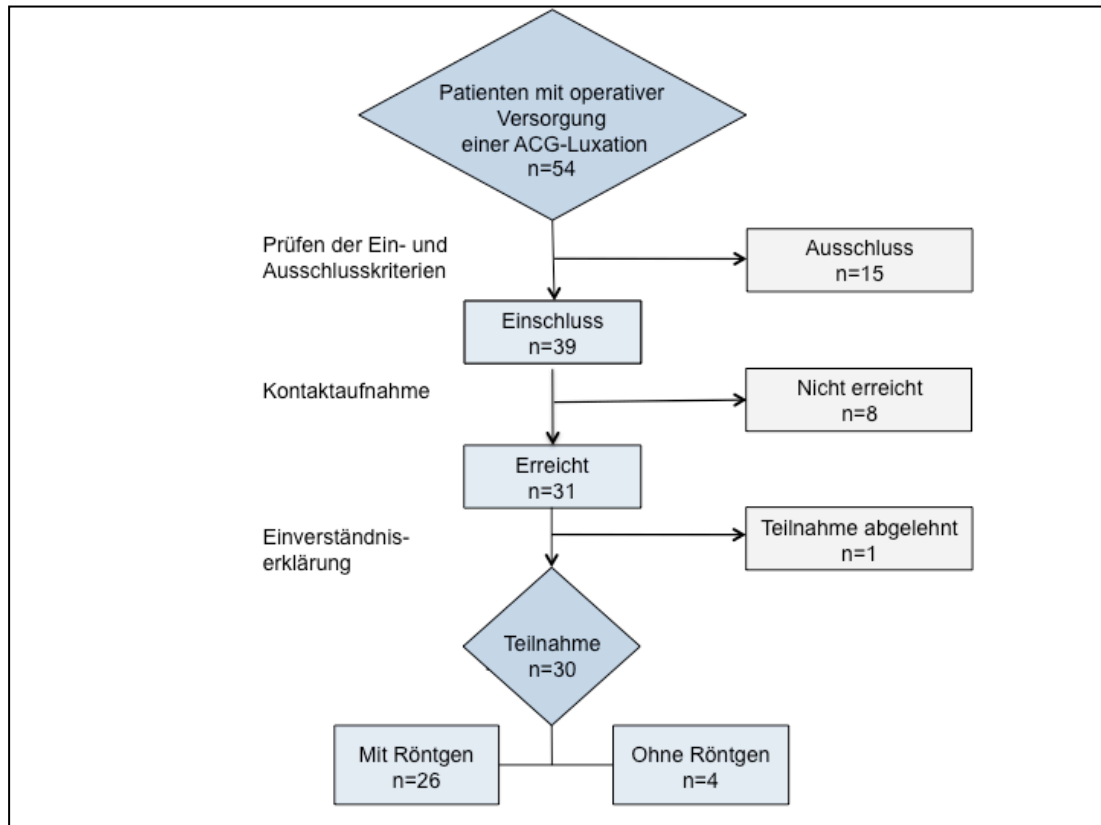 Patienten mit operativer
Versorgung
einer ACG-Luxation
n=54
Prüfen der Ein- und
Ausschlusskriterien
Ausschluss
n=15
Einschluss
n=39
Kontaktaufnahme
Nicht erreicht
n=8
Erreicht
n=31
Einverständnis-
erklärung
Teilnahme abgelehnt
n=1
Teilnahme
n=30
Mit Röntgen
n=26
Ohne Röntgen
n=4